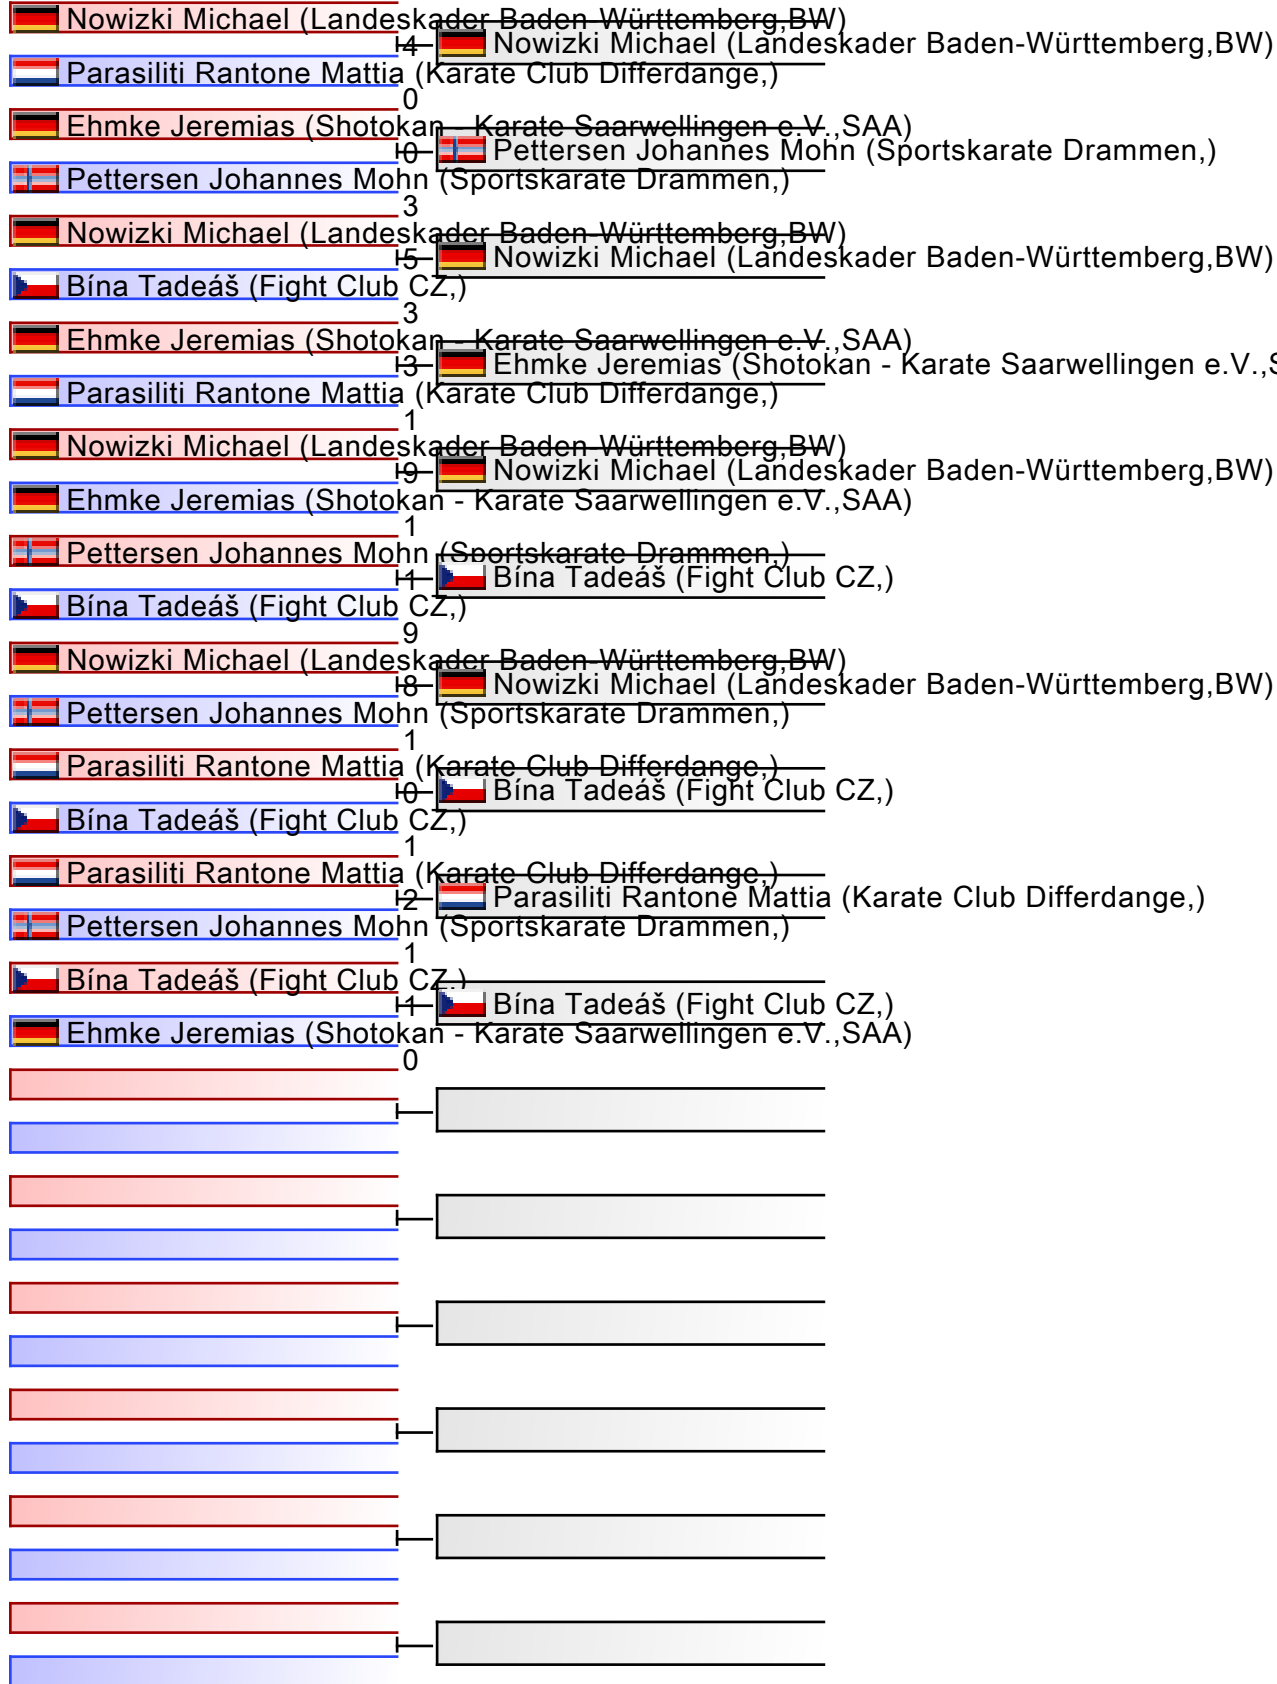 Nowizki Michael (Landeskader Baden-Württemberg,BW)
4 Nowizki Michael (Landeskader Baden-Württemberg,BW)
Parasiliti Rantone Mattia (Karate Club Differdange,)
0
Ehmke Jeremias (Shotokan - Karate Saarwellingen e.V.,SAA)
0 Pettersen Johannes Mohn (Sportskarate Drammen,)
Pettersen Johannes Mohn (Sportskarate Drammen,)
3
Nowizki Michael (Landeskader Baden-Württemberg,BW)
5 Nowizki Michael (Landeskader Baden-Württemberg,BW)
Bína Tadeáš (Fight Club CZ,)
3
Ehmke Jeremias (Shotokan - Karate Saarwellingen e.V.,SAA)
3 Ehmke Jeremias (Shotokan - Karate Saarwellingen e.V.,S
Parasiliti Rantone Mattia (Karate Club Differdange,)
1
Nowizki Michael (Landeskader Baden-Württemberg,BW)
9 Nowizki Michael (Landeskader Baden-Württemberg,BW)
Ehmke Jeremias (Shotokan - Karate Saarwellingen e.V.,SAA)
1
Pettersen Johannes Mohn (Sportskarate Drammen,)
1 Bína Tadeáš (Fight Club CZ,)
Bína Tadeáš (Fight Club CZ,)
9
Nowizki Michael (Landeskader Baden-Württemberg,BW)
8 Nowizki Michael (Landeskader Baden-Württemberg,BW)
Pettersen Johannes Mohn (Sportskarate Drammen,)
1
Parasiliti Rantone Mattia (Karate Club Differdange,)
0 Bína Tadeáš (Fight Club CZ,)
Bína Tadeáš (Fight Club CZ,)
1
Parasiliti Rantone Mattia (Karate Club Differdange,)
2 Parasiliti Rantone Mattia (Karate Club Differdange,)
Pettersen Johannes Mohn (Sportskarate Drammen,)
1
Bína Tadeáš (Fight Club CZ,)
1 Bína Tadeáš (Fight Club CZ,)
Ehmke Jeremias (Shotokan - Karate Saarwellingen e.V.,SAA)
0